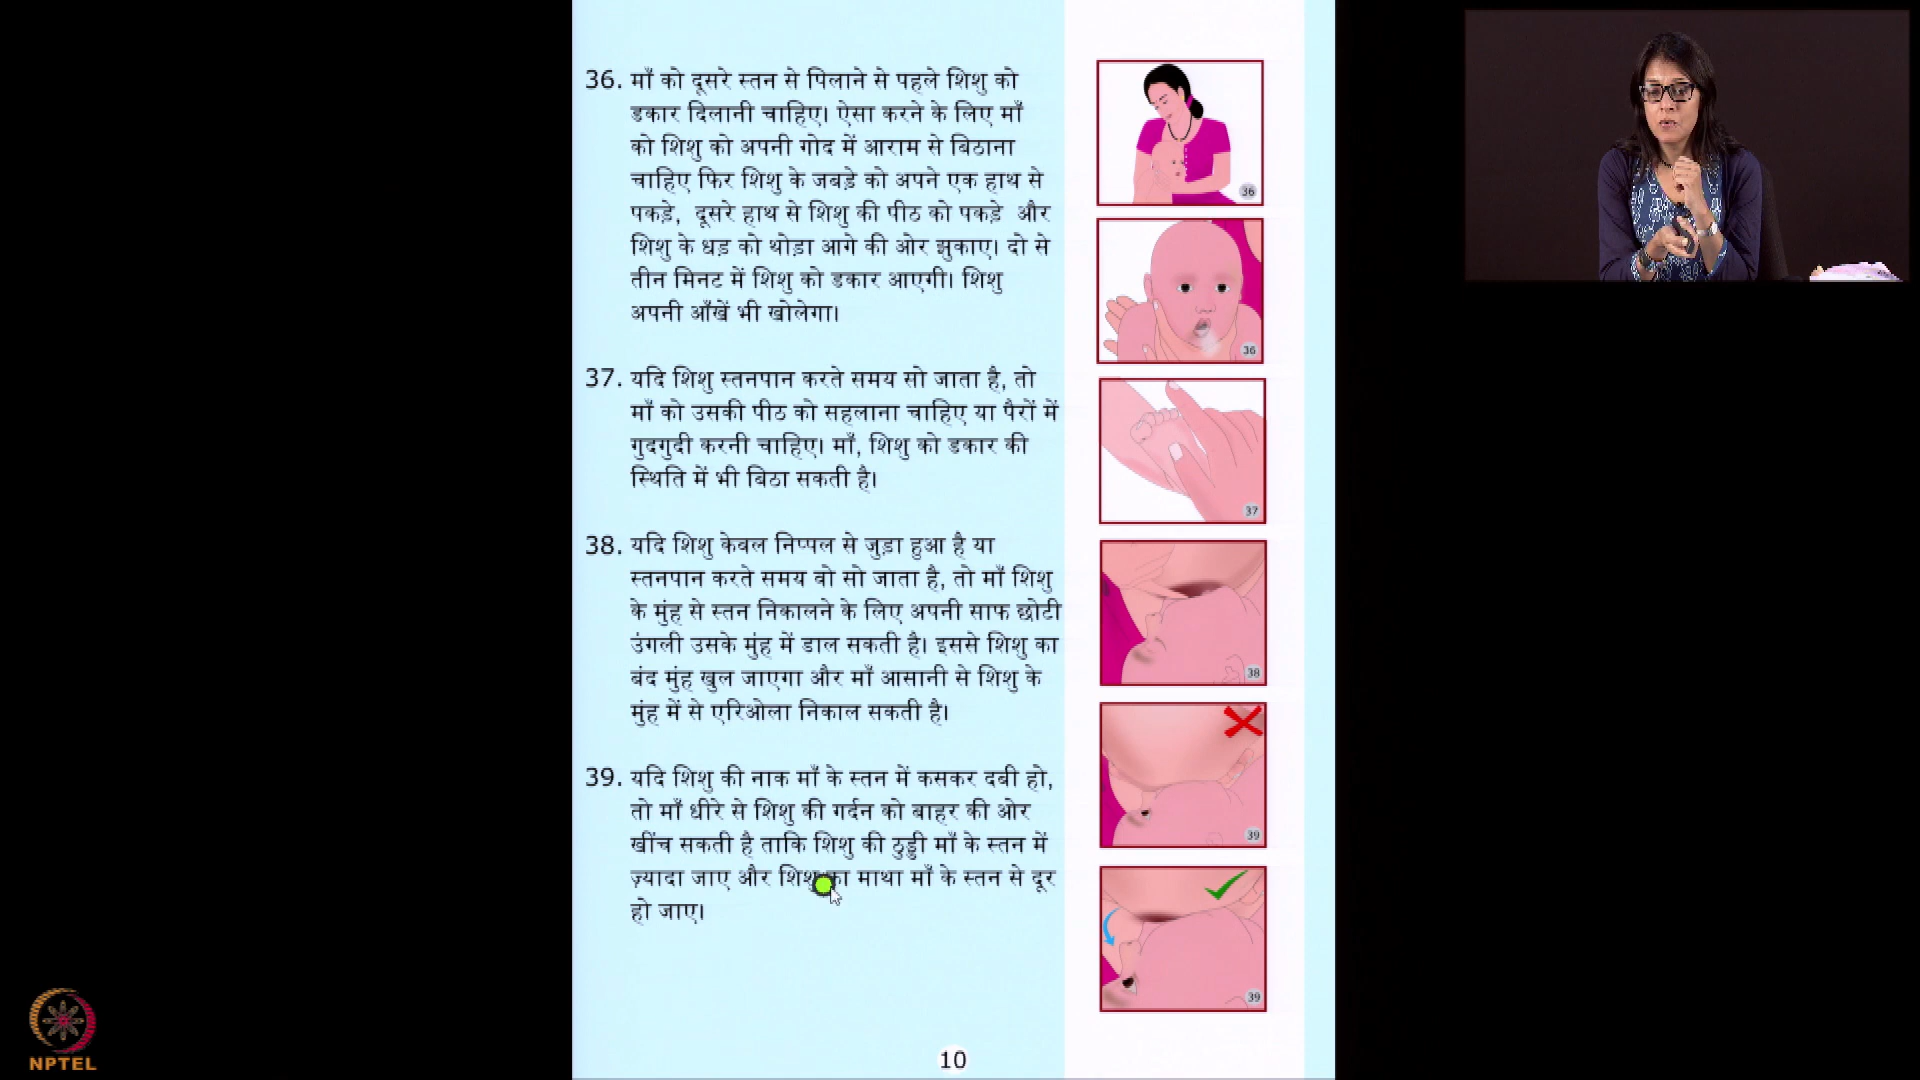 36. माँ को दूसरे स्तन से पिलाने से पहले शिशु को
डकार दिलानी चाहिए। ऐसा करने के लिए माँ
को शिशु को अपनी गोद में आराम से बिठाना
चाहिए फिर शिशु के जबड़े को अपने एक हाथ से
पकड़े, दूसरे हाथ से शिशु की पीठ को पकड़े और
शिशु के धड़ को थोड़ा आगे की ओर झुकाए। दो से
तीन मिनट में शिशु को डकार आएगी। शिशु
अपनी आँखें भी खोलेगा।
37. यदि शिशु स्तनपान करते समय सो जाता है, तो
माँ को उसकी पीठ को सहलाना चाहिए या पैरों में
गुदगुदी करनी चाहिए। माँ, शिशु को डकार की
स्थिति में भी बिठा सकती है।
38. यदि शिशु केवल निप्पल से जुड़ा हुआ है या
स्तनपान करते समय वो सो जाता है, तो माँ शिशु
के मुंह से स्तन निकालने के लिए अपनी साफ छोटी
उंगली उसके मुंह में डाल सकती है। इससे शिशु का
बंद मुंह खुल जाएगा और माँ आसानी से शिशु के
मुंह में से एरिओला निकाल सकती है।
39. यदि शिशु की नाक माँ के स्तन में कसकर दबी हो,
तो माँ धीरे से शिशु की गर्दन को बाहर की ओर
खींच सकती है ताकि शिशु की ठुड्डी माँ के स्तन में
ज़्यादा जाए और शिशु का माथा माँ के स्तन से दूर
हो जाए।
36
36
37
38
39
39
10
NPTEL